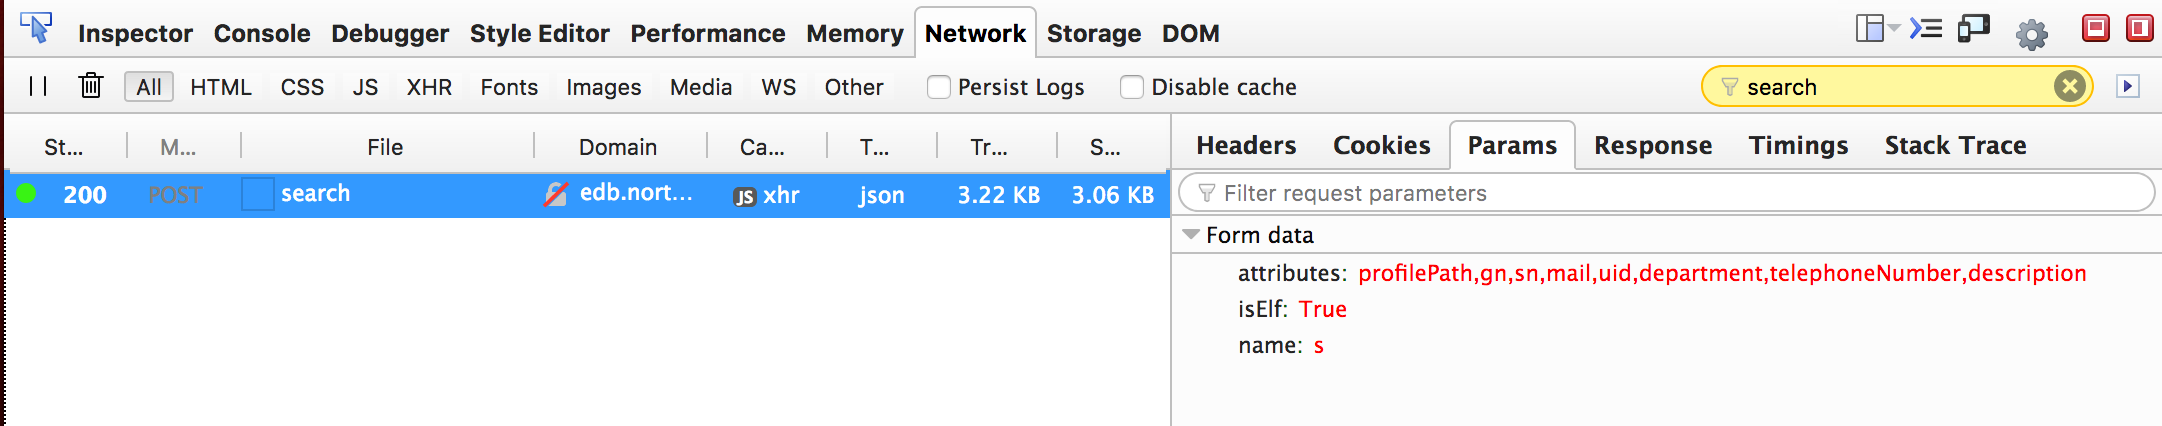 Inspector Console Debugger Style Editor Performance Memory Network Storage DOM
All HTML CSS JS XHR Fonts Images Media WS Other Persist Logs Disable cache search
St... M... File Domain Ca... T... Tr... S...
200 POST search edb.nort... JS xhr json 3.22 KB 3.06 KB
Headers Cookies Params Response Timings Stack Trace
Filter request parameters
Form data
attributes: profilePath,gn,sn,mail,uid,department,telephoneNumber,description
isElf: True
name: s